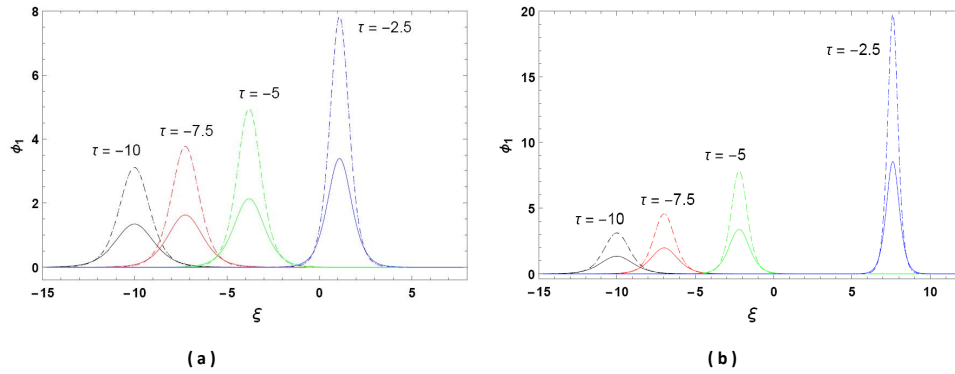 8
6
4
2
0
ϕ₁
τ = −10
τ = −7.5
τ = −5
τ = −2.5
−15 −10 −5 0 5
ξ
( a )
20
15
10
5
0
ϕ₁
τ = −10
τ = −7.5
τ = −5
τ = −2.5
−15 −10 −5 0 5 10
ξ
( b )